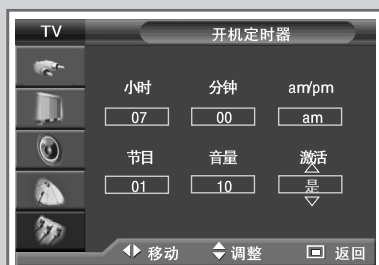 TV
开机定时器
小时 分钟 am/pm
07 00 am
节目 音量 激活
01 10 是
移动 调整 返回